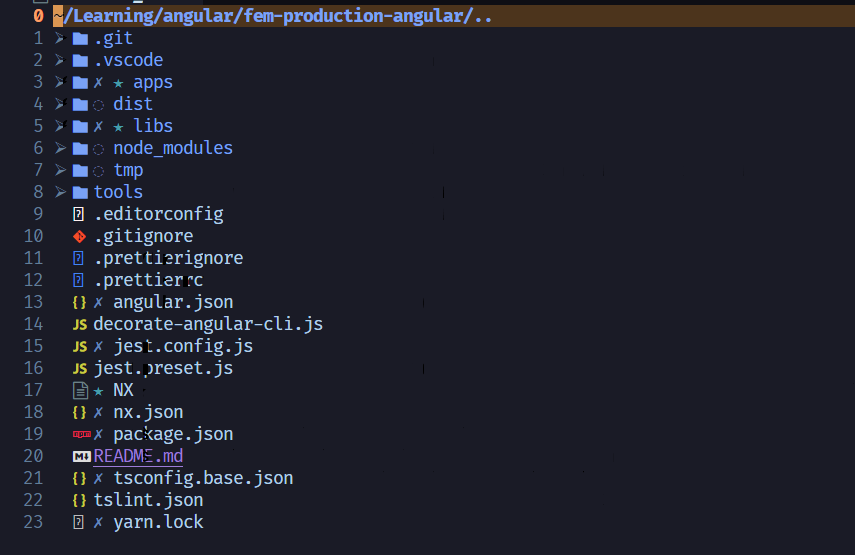 0 ~/Learning/angular/fem-production-angular/..
1 .git
2 .vscode
3 ✗ ★ apps
4 ◌ dist
5 ✗ ★ libs
6 ◌ node_modules
7 ◌ tmp
8 tools
9 .editorconfig
10 .gitignore
11 .prettierignore
12 .prettierrc
13 {} ✗ angular.json
14 JS decorate-angular-cli.js
15 JS ✗ jest.config.js
16 JS jest.preset.js
17 ★ NX
18 {} ✗ nx.json
19 npm ✗ package.json
20 M↓ README.md
21 {} ✗ tsconfig.base.json
22 {} tslint.json
23 ✗ yarn.lock